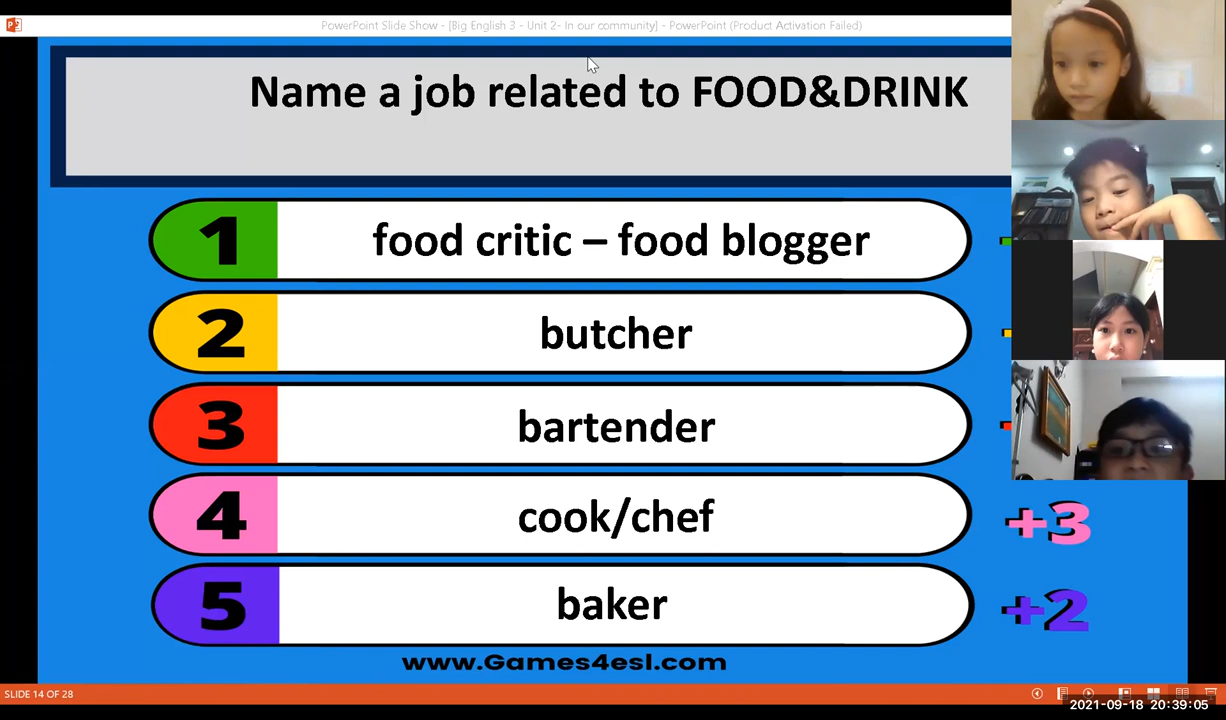 PowerPoint Slide Show - [Big English 3 - Unit 2- In our community] - PowerPoint (Product Activation Failed)
Name a job related to FOOD&DRINK
1 food critic – food blogger
2 butcher
3 bartender
4 cook/chef +3
5 baker +2
www.Games4esl.com
SLIDE 14 OF 28
2021-09-18 20:39:05